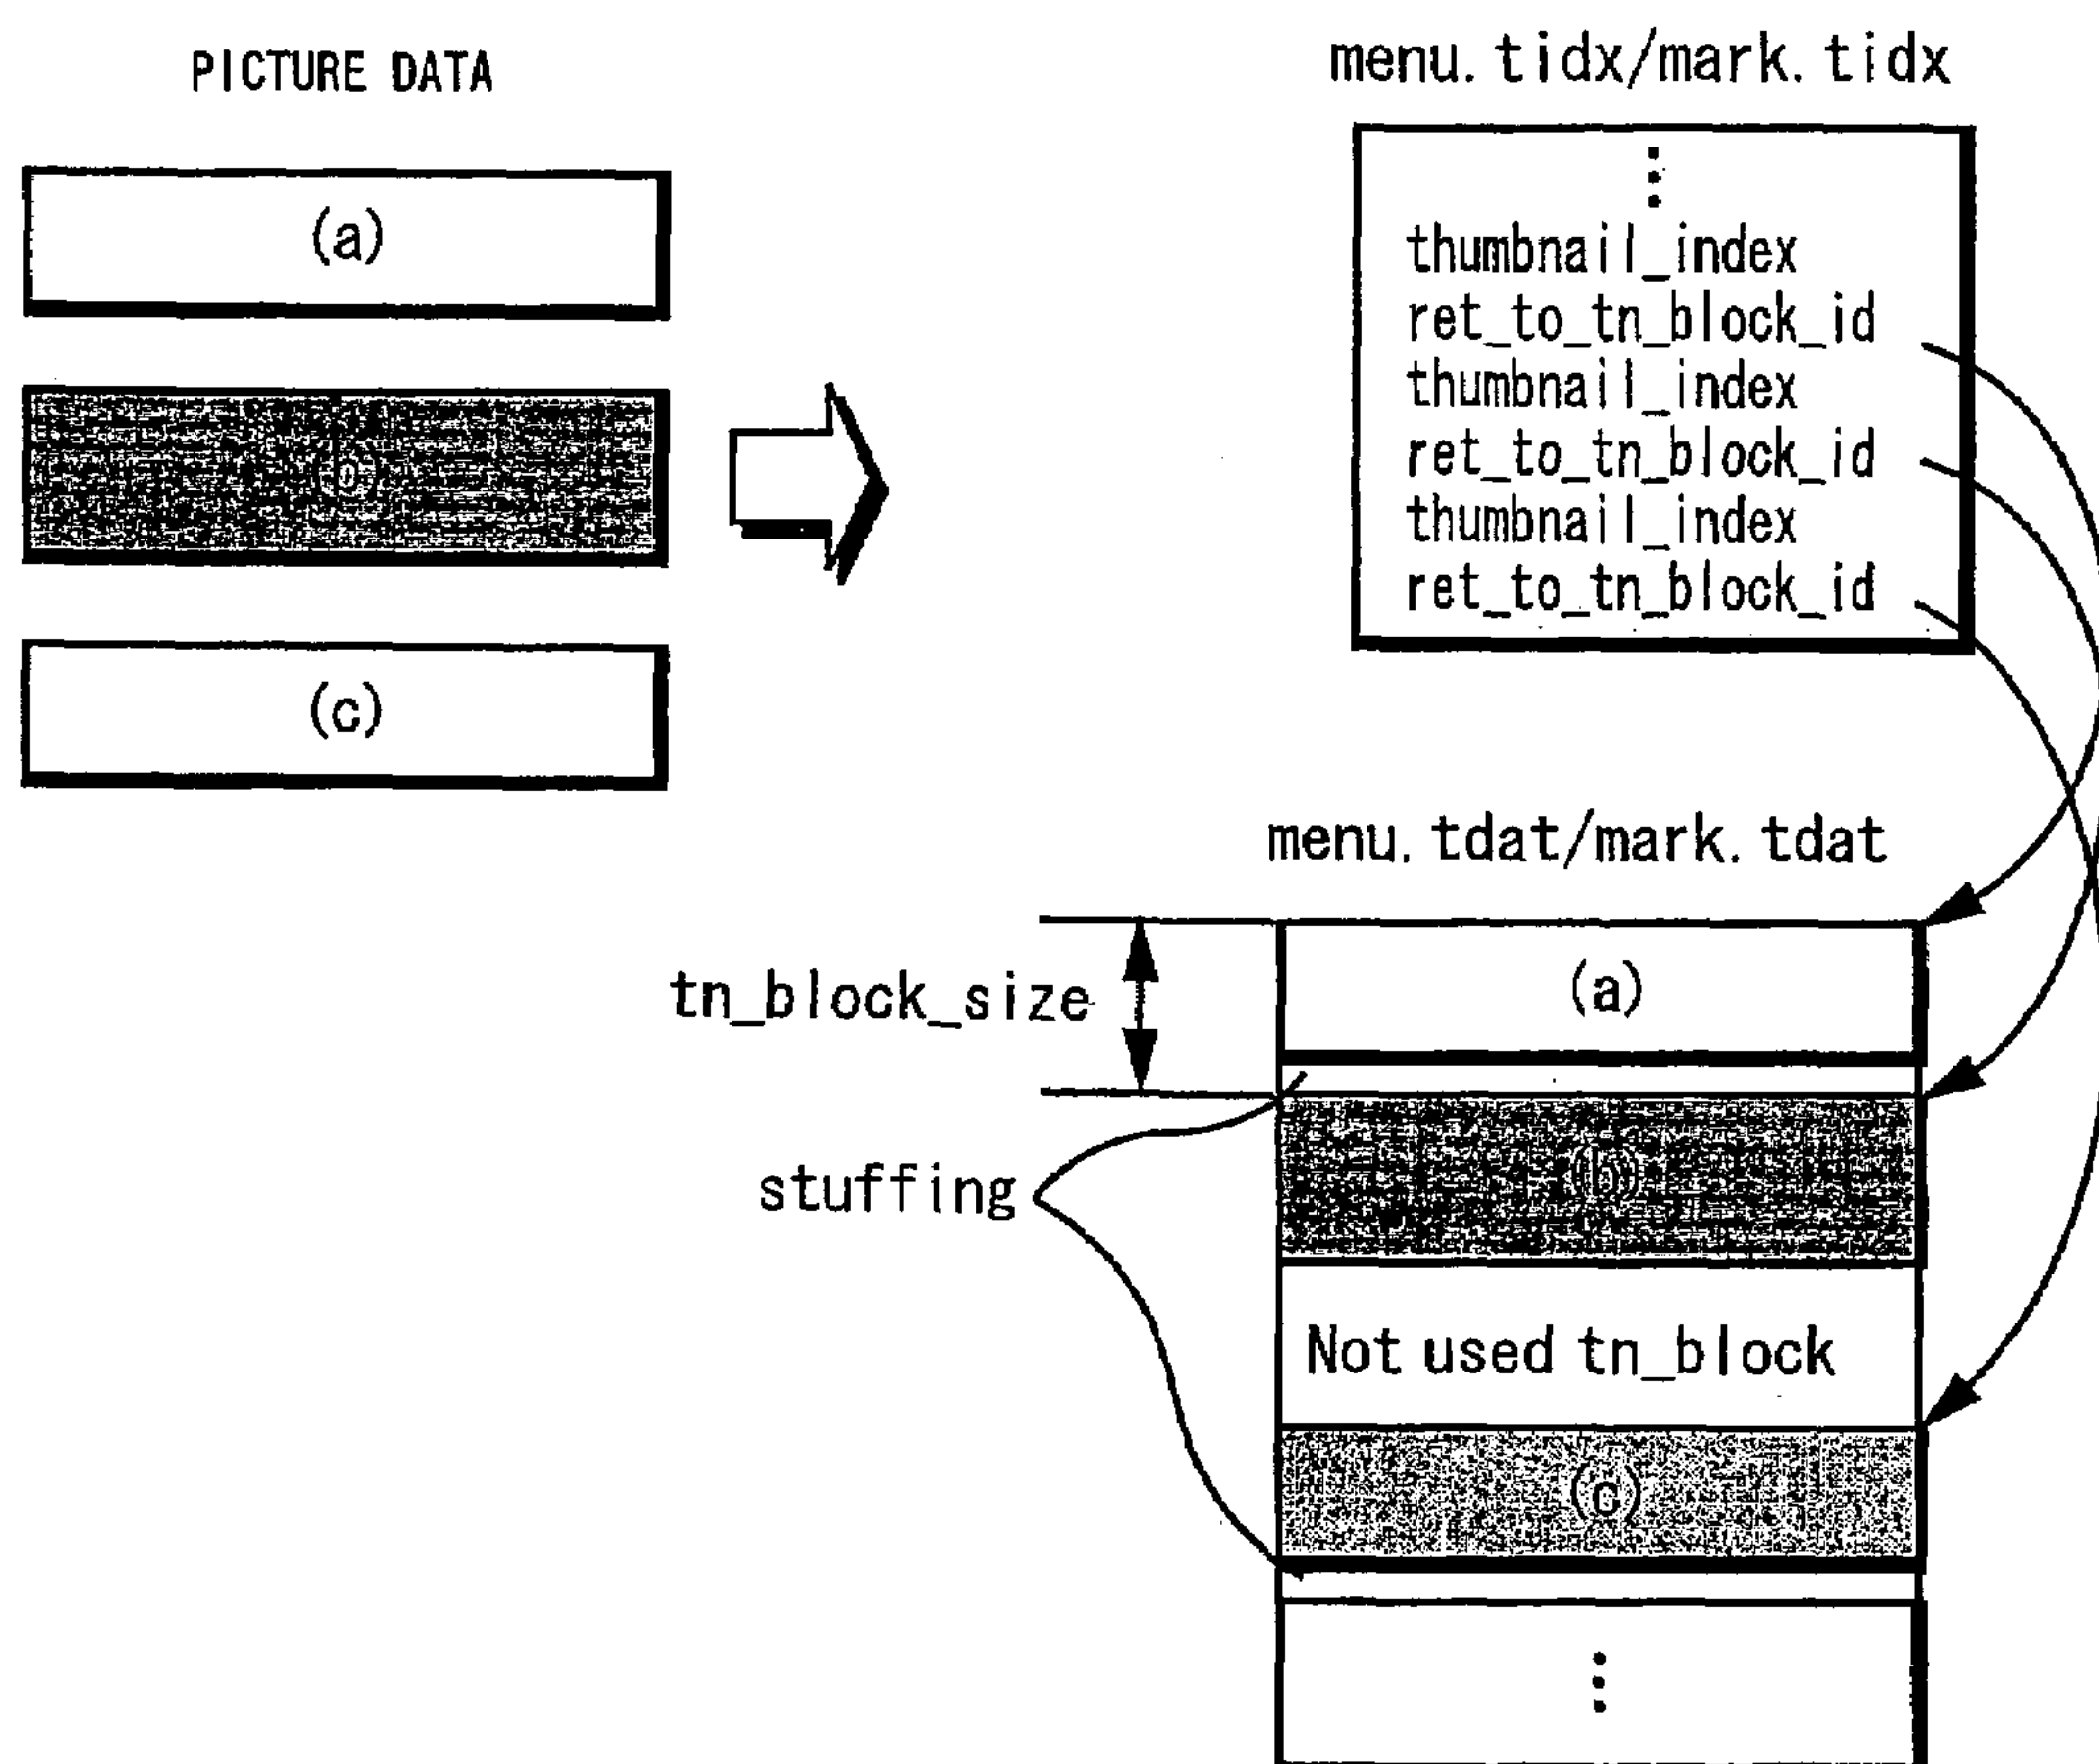 PICTURE DATA
(a)
(b)
(c)
menu.tidx/mark.tidx
thumbnail_index
ret_to_tn_block_id
thumbnail_index
ret_to_tn_block_id
thumbnail_index
ret_to_tn_block_id
menu.tdat/mark.tdat
tn_block_size
(a)
stuffing
(b)
Not used tn_block
(c)